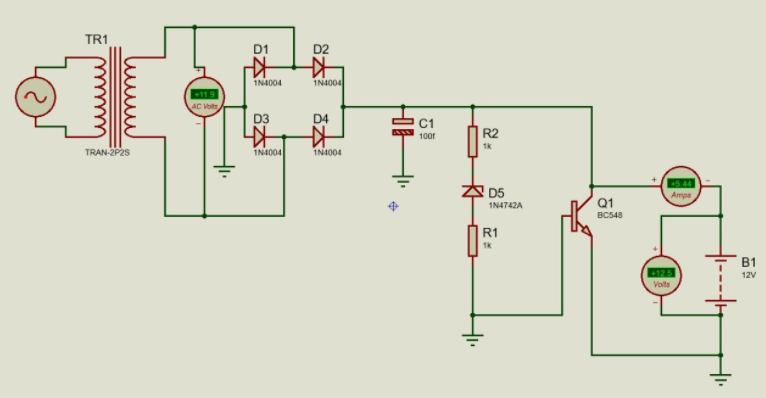 TR1
TRAN-2P2S
+11.9
AC Volts
D1
1N4004
D2
1N4004
D3
1N4004
D4
1N4004
C1
100f
R2
1k
D5
1N4742A
R1
1k
Q1
BC548
+5.44
Amps
+12.5
Volts
B1
12V